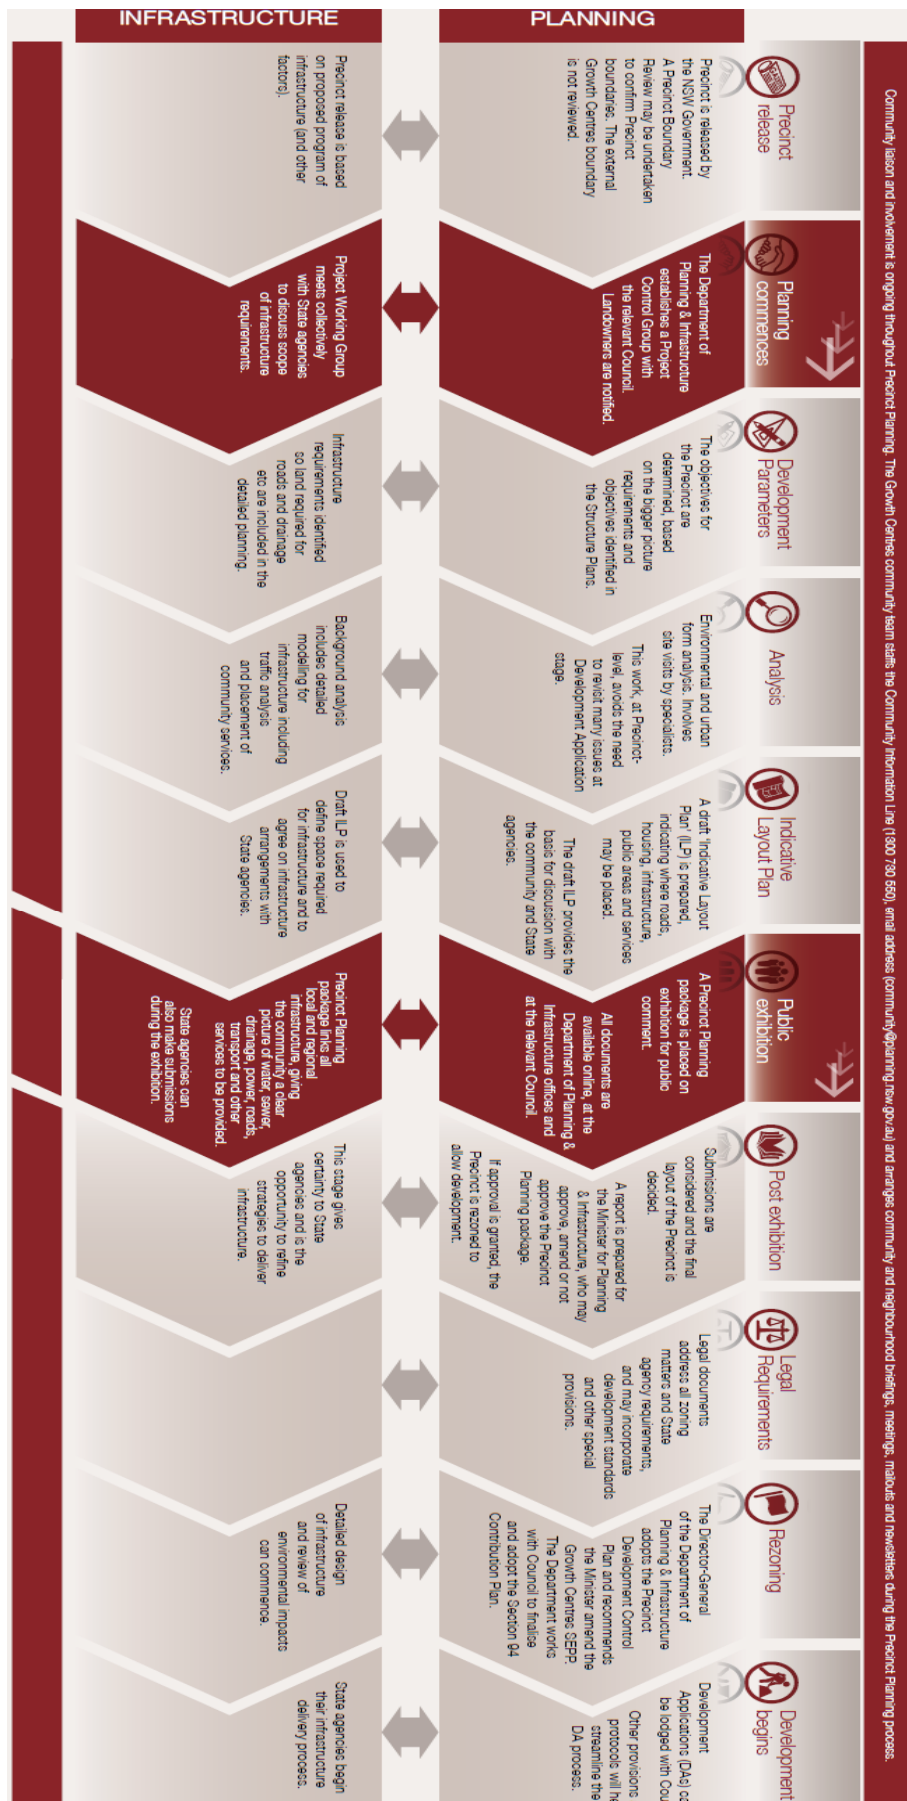 Community liaison and involvement is ongoing throughout Precinct Planning. The Growth Centres community team staffs the Community Information Line (1300 730 550), email address (community@planning.nsw.gov.au) and arranges community and neighbourhood briefings, meetings, mailouts and newsletters during the Precinct Planning process.
Precinct
release
Planning
commences
Development
Parameters
Analysis
Indicative
Layout Plan
Public
exhibition
Post exhibition
Legal
Requirements
Rezoning
Development
begins
PLANNING
Precinct is released by
the NSW Government.
A Precinct Boundary
Review may be undertaken
to confirm Precinct
boundaries. The external
Growth Centres boundary
is not reviewed.
The Department of
Planning & Infrastructure
establishes a Project
Control Group with
the relevant Council.
Landowners are notified.
The objectives for
the Precinct are
determined, based
on the bigger picture
requirements and
objectives identified in
the Structure Plans.
Environmental and urban
form analysis. Involves
site visits by specialists.
This work, at Precinct-
level, avoids the need
to revisit many issues at
Development Application
stage.
A draft 'Indicative Layout
Plan' (ILP) is prepared,
indicating where roads,
housing, infrastructure,
public areas and services
may be placed.
The draft ILP provides the
basis for discussion with
the community and State
agencies.
A Precinct Planning
package is placed on
exhibition for public
comment.
All documents are
available online, at the
Department of Planning &
Infrastructure offices and
at the relevant Council.
Submissions are
considered and the final
layout of the Precinct is
decided.
A report is prepared for
the Minister for Planning
& Infrastructure, who may
approve, amend or not
approve the Precinct
Planning package.
If approval is granted, the
Precinct is rezoned to
allow development.
Legal documents
address all zoning
matters and State
agency requirements,
and may incorporate
development standards
and other special
provisions.
The Director-General
of the Department of
Planning & Infrastructure
adopts the Precinct
Development Control
Plan and recommends
the Minister amend the
Growth Centres SEPP.
The Department works
with Council to finalise
and adopt the Section 94
Contribution Plan.
Development
Applications (DAs) ca
be lodged with Cou
Other provisions
protocols will he
streamline the
DA process.
INFRASTRUCTURE
Precinct release is based
on proposed program of
infrastructure (and other
factors).
Project Working Group
meets collectively
with State agencies
to discuss scope
of infrastructure
requirements.
Infrastructure
requirements identified
so land required for
roads and drainage
etc are included in the
detailed planning.
Background analysis
includes detailed
modelling for
infrastructure including
traffic analysis
and placement of
community services.
Draft ILP is used to
define space required
for infrastructure and to
agree on infrastructure
arrangements with
State agencies.
Precinct Planning
package links all
local and regional
infrastructure, giving
the community a clear
picture of water, sewer,
drainage, power, roads,
transport and other
services to be provided.
State agencies can
also make submissions
during the exhibition.
This stage gives
certainty to State
agencies and is the
opportunity to refine
strategies to deliver
infrastructure.
Detailed design
of infrastructure
and review of
environmental impacts
can commence.
State agencies begin
their infrastructure
delivery process.